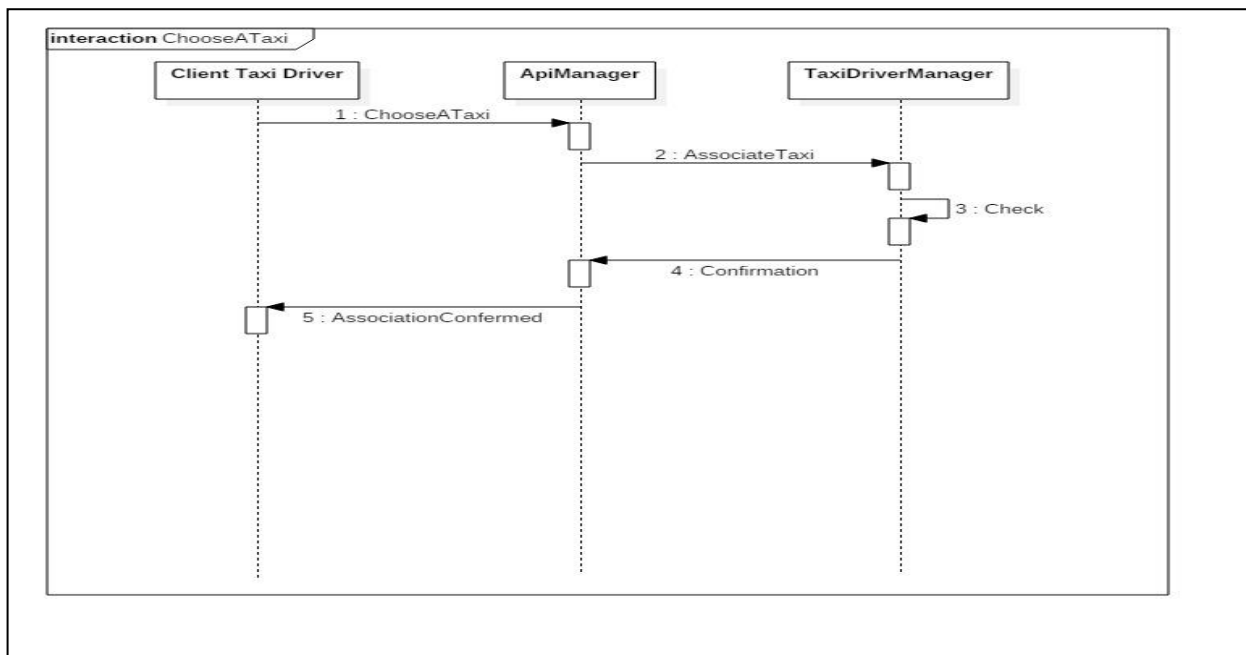 interaction ChooseATaxi
Client Taxi Driver
ApiManager
TaxiDriverManager
1 : ChooseATaxi
2 : AssociateTaxi
3 : Check
4 : Confirmation
5 : AssociationConfermed